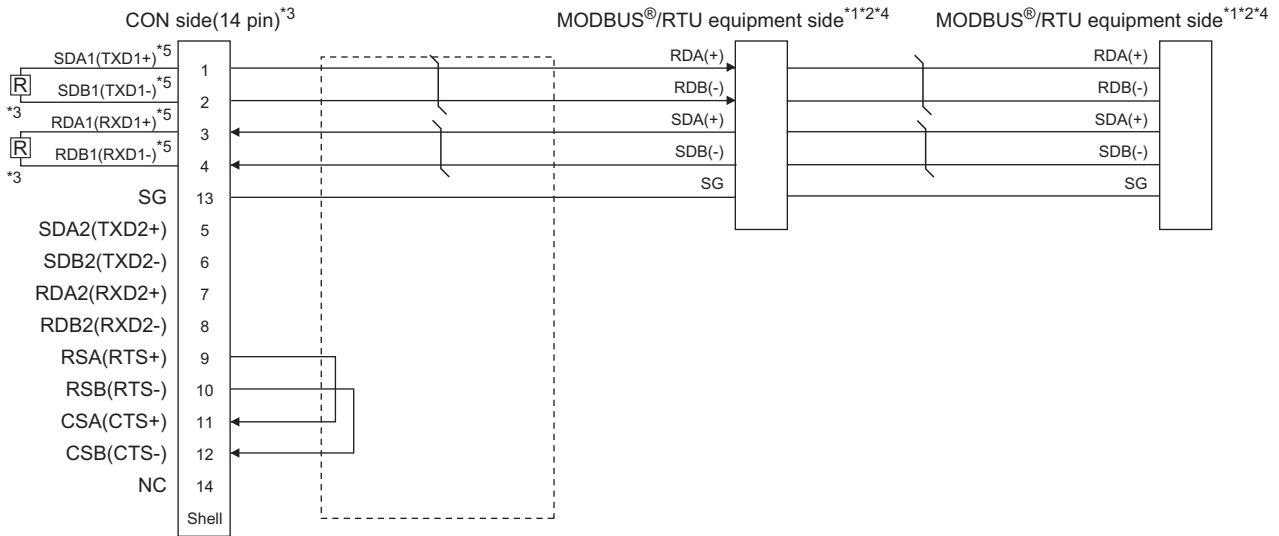 CON side(14 pin)*3
MODBUS®/RTU equipment side*1*2*4
MODBUS®/RTU equipment side*1*2*4
SDA1(TXD1+)*5 1 RDA(+) RDA(+)
R
SDB1(TXD1-)*5 2 RDB(-) RDB(-)
*3
RDA1(RXD1+)*5 3 SDA(+) SDA(+)
R
RDB1(RXD1-)*5 4 SDB(-) SDB(-)
*3
SG 13 SG SG
SDA2(TXD2+) 5
SDB2(TXD2-) 6
RDA2(RXD2+) 7
RDB2(RXD2-) 8
RSA(RTS+) 9
RSB(RTS-) 10
CSA(CTS+) 11
CSB(CTS-) 12
NC 14
Shell